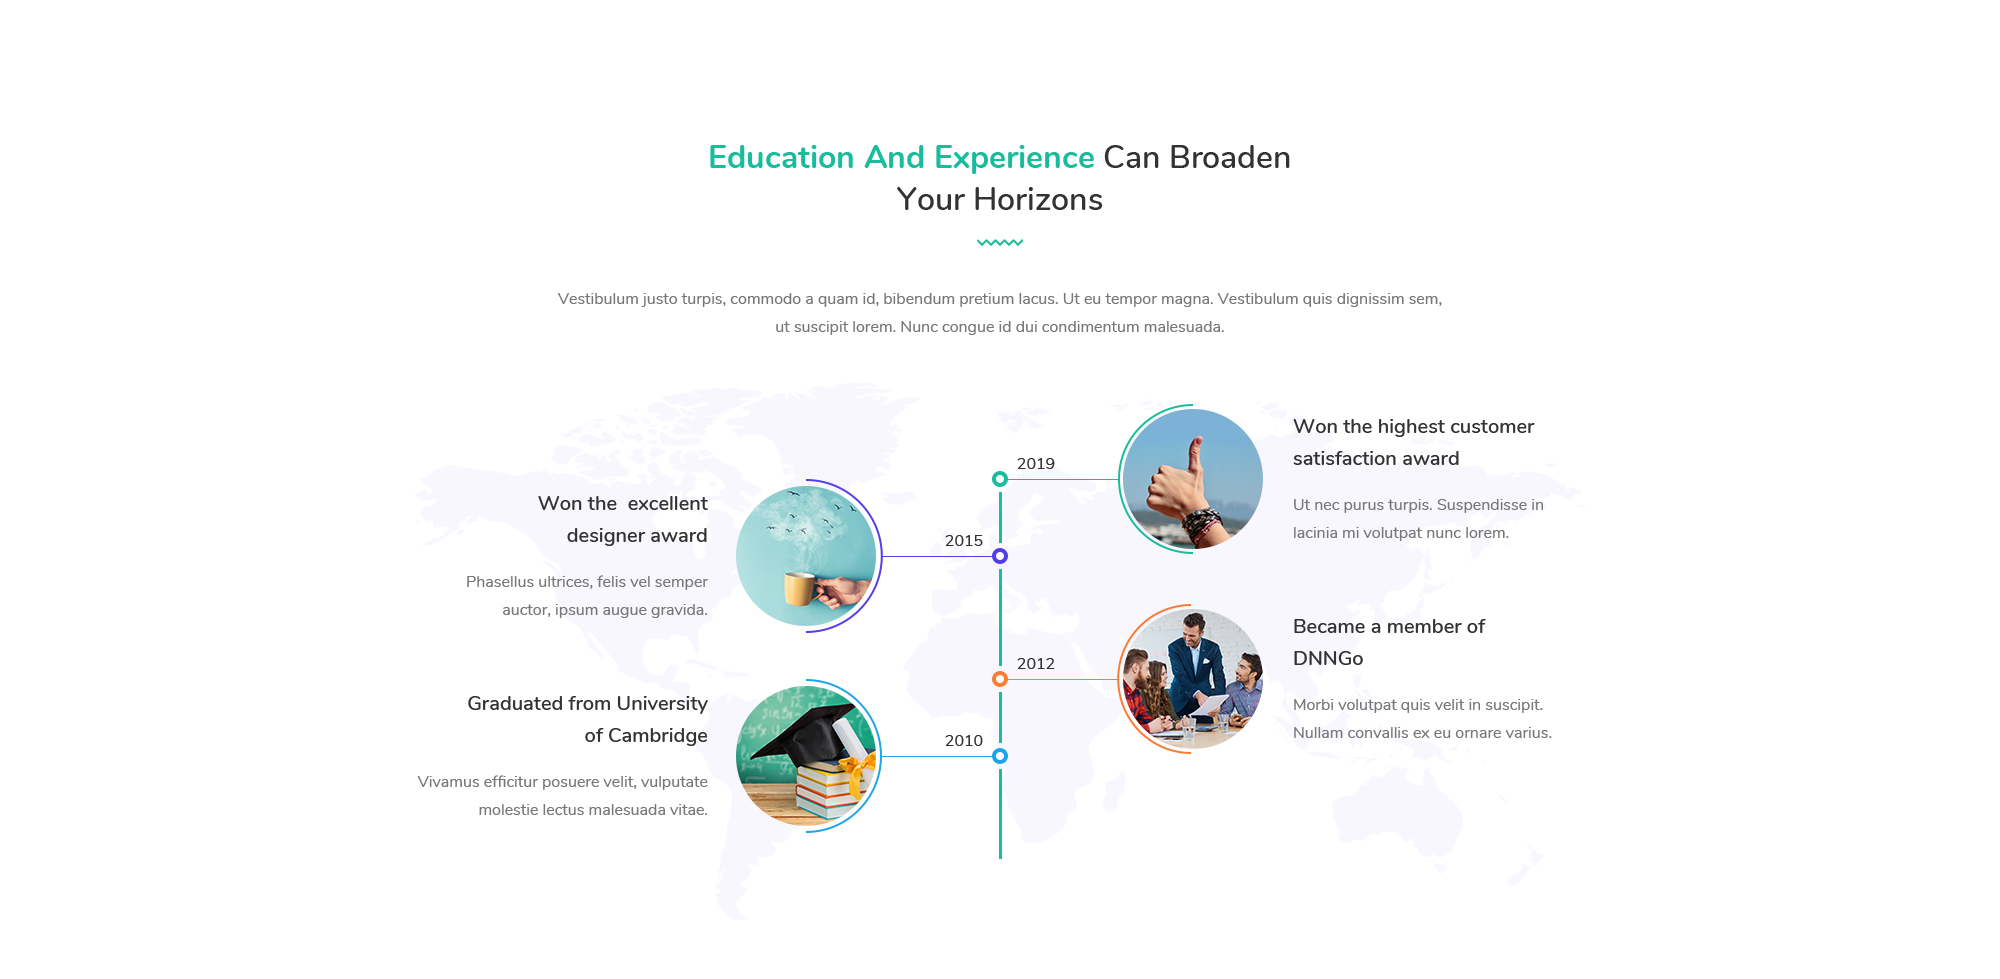 Education And Experience Can Broaden
Your Horizons
Vestibulum justo turpis, commodo a quam id, bibendum pretium lacus. Ut eu tempor magna. Vestibulum quis dignissim sem,
ut suscipit lorem. Nunc congue id dui condimentum malesuada.
2019
Won the highest customer
satisfaction award
Ut nec purus turpis. Suspendisse in
lacinia mi volutpat nunc lorem.
Won the excellent
designer award
Phasellus ultrices, felis vel semper
auctor, ipsum augue gravida.
2015
2012
Became a member of
DNNGo
Morbi volutpat quis velit in suscipit.
Nullam convallis ex eu ornare varius.
Graduated from University
of Cambridge
Vivamus efficitur posuere velit, vulputate
molestie lectus malesuada vitae.
2010